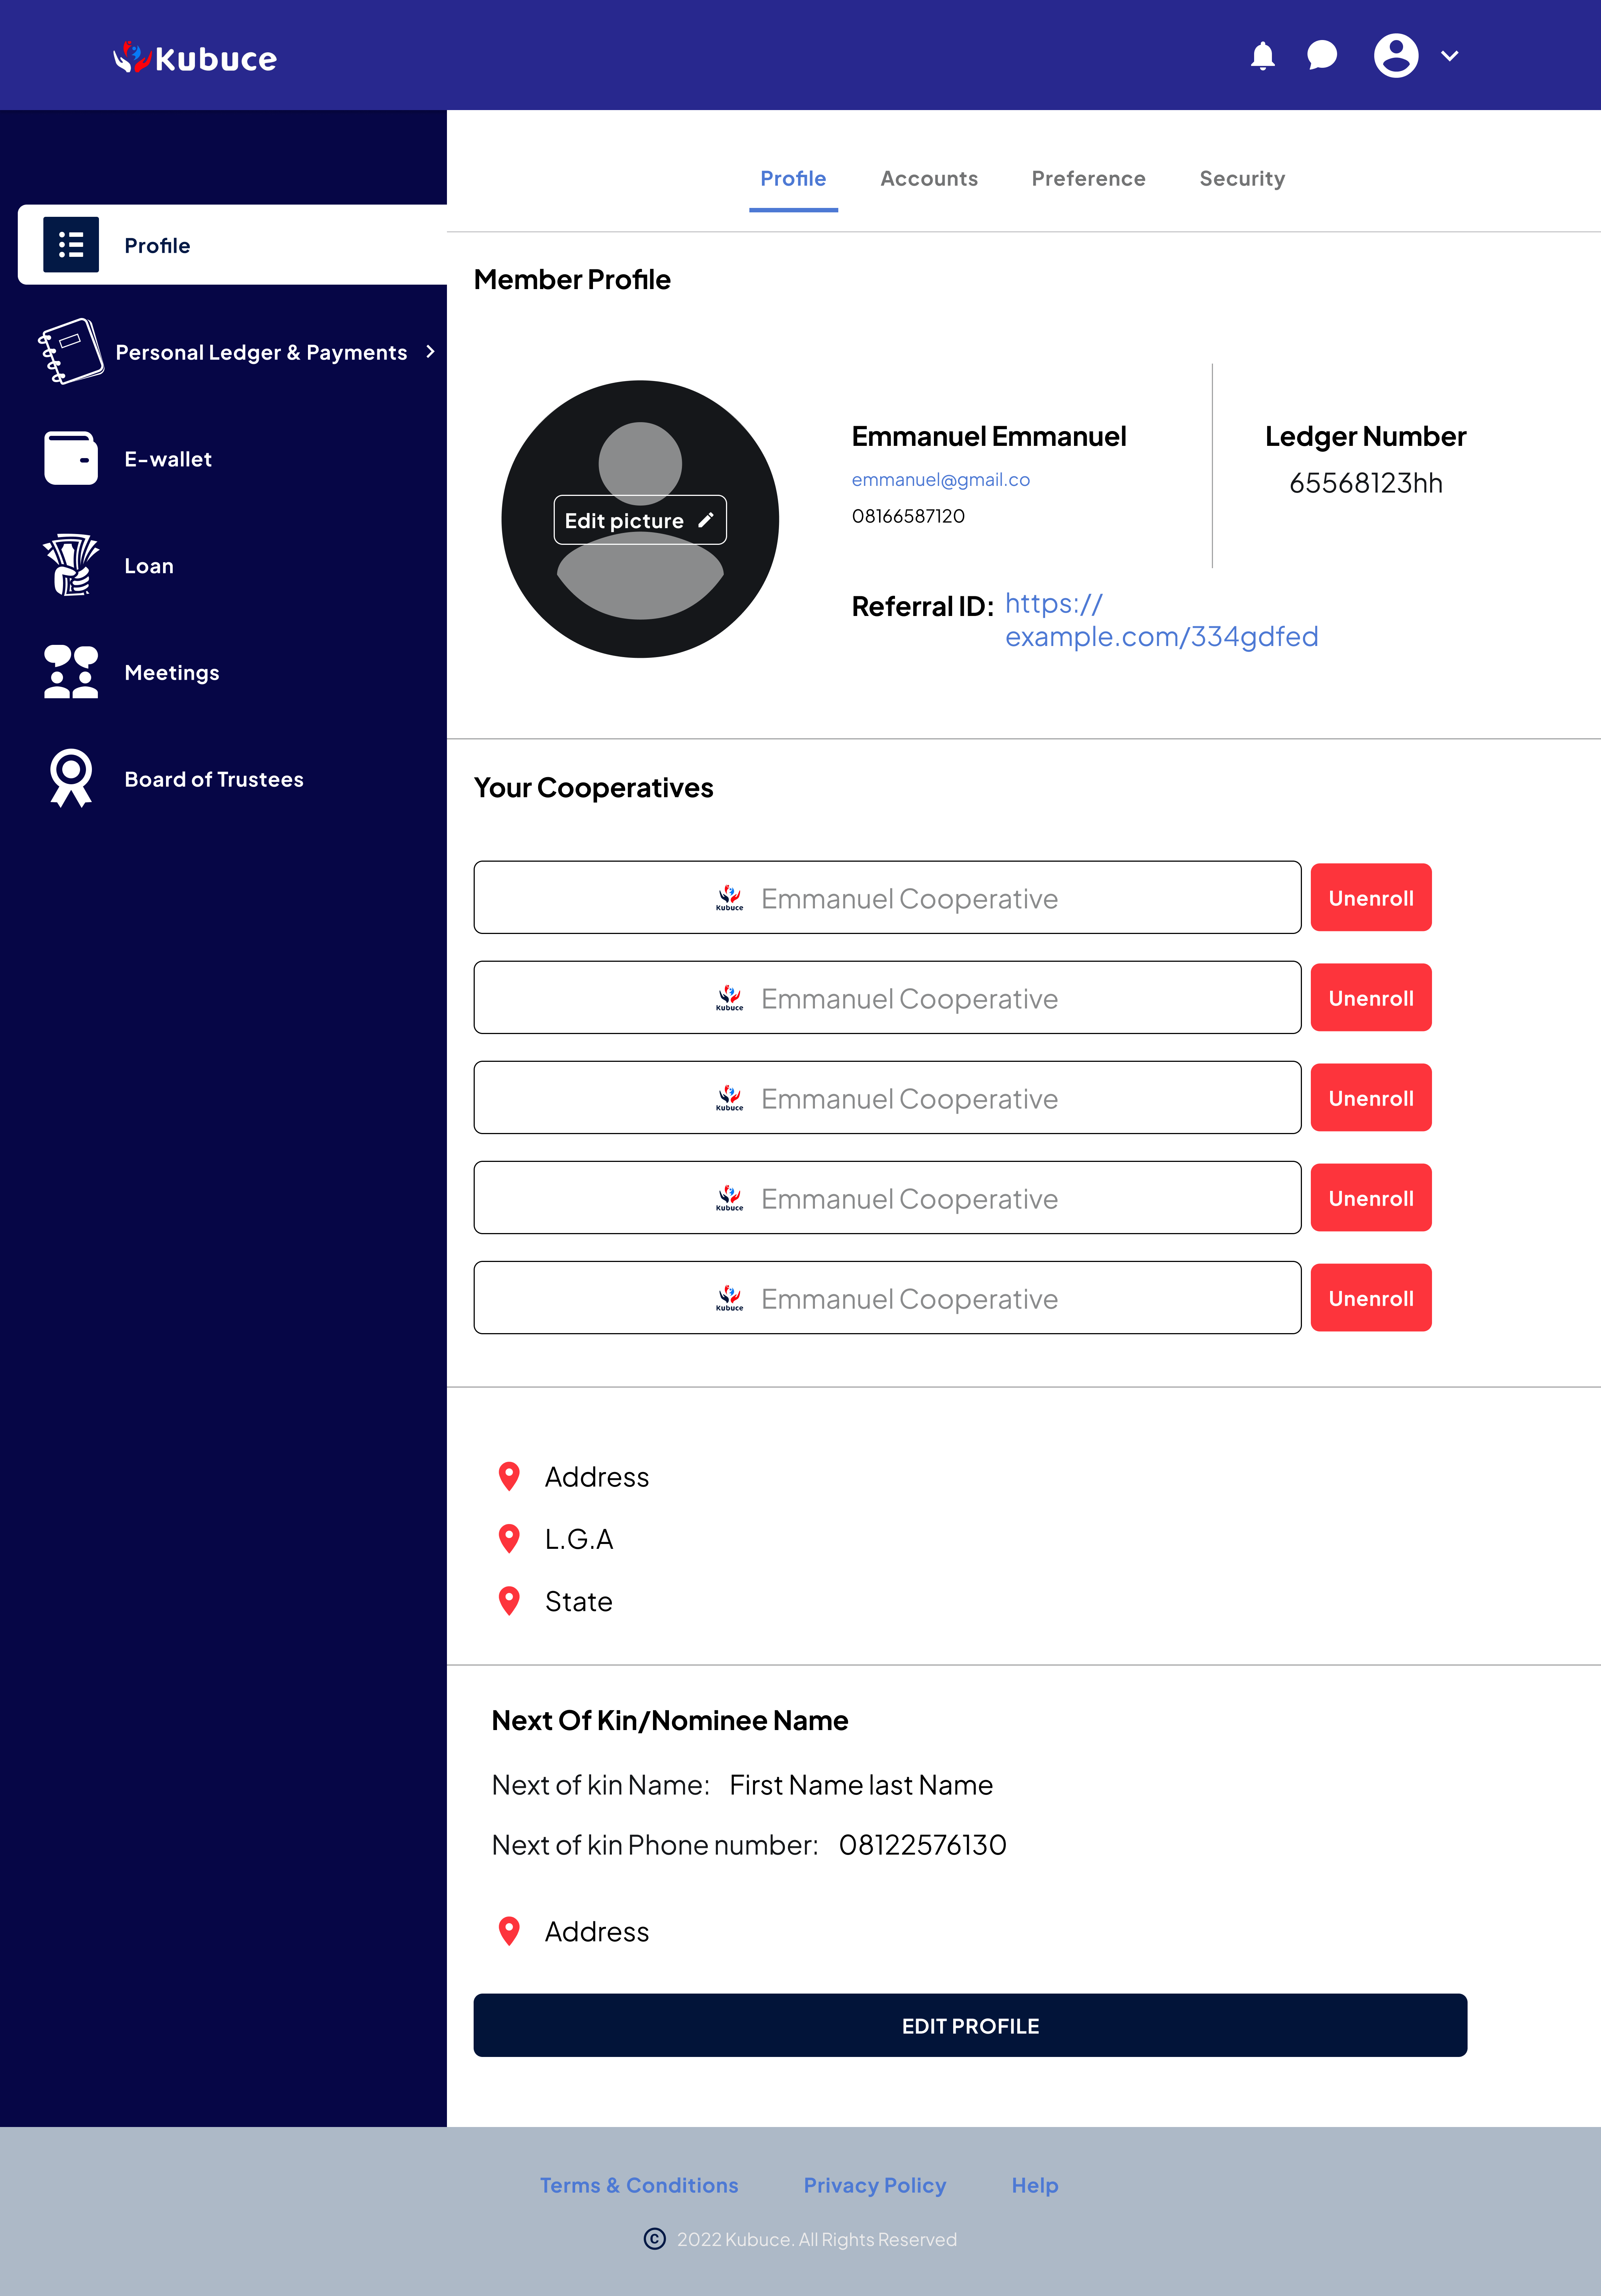 Kubuce
Profile Accounts Preference Security
Profile
Personal Ledger & Payments
E-wallet
Loan
Meetings
Board of Trustees
Member Profile
Edit picture
Emmanuel Emmanuel
emmanuel@gmail.co
08166587120
Ledger Number
65568123hh
Referral ID: https://
example.com/334gdfed
Your Cooperatives
Kubuce Emmanuel Cooperative Unenroll
Kubuce Emmanuel Cooperative Unenroll
Kubuce Emmanuel Cooperative Unenroll
Kubuce Emmanuel Cooperative Unenroll
Kubuce Emmanuel Cooperative Unenroll
Address
L.G.A
State
Next Of Kin/Nominee Name
Next of kin Name: First Name last Name
Next of kin Phone number: 08122576130
Address
EDIT PROFILE
Terms & Conditions Privacy Policy Help
© 2022 Kubuce. All Rights Reserved